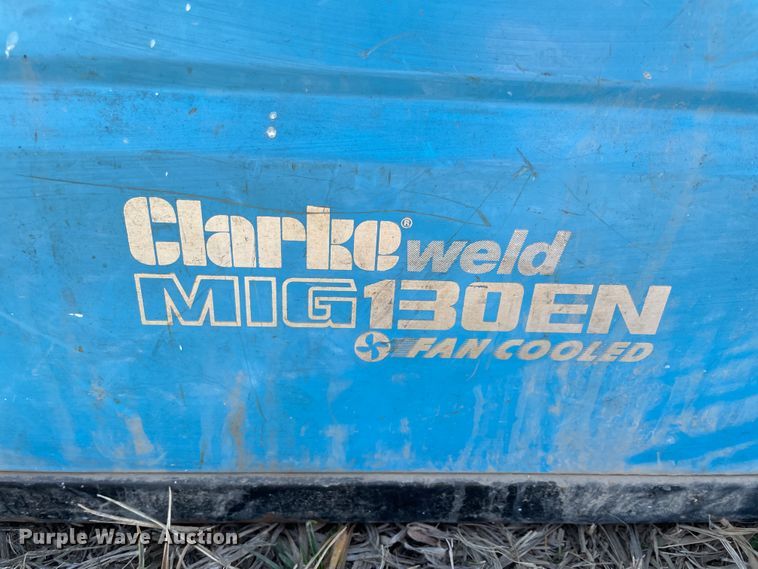 Clarke® weld
MIG 130EN
FAN COOLED
Purple Wave Auction